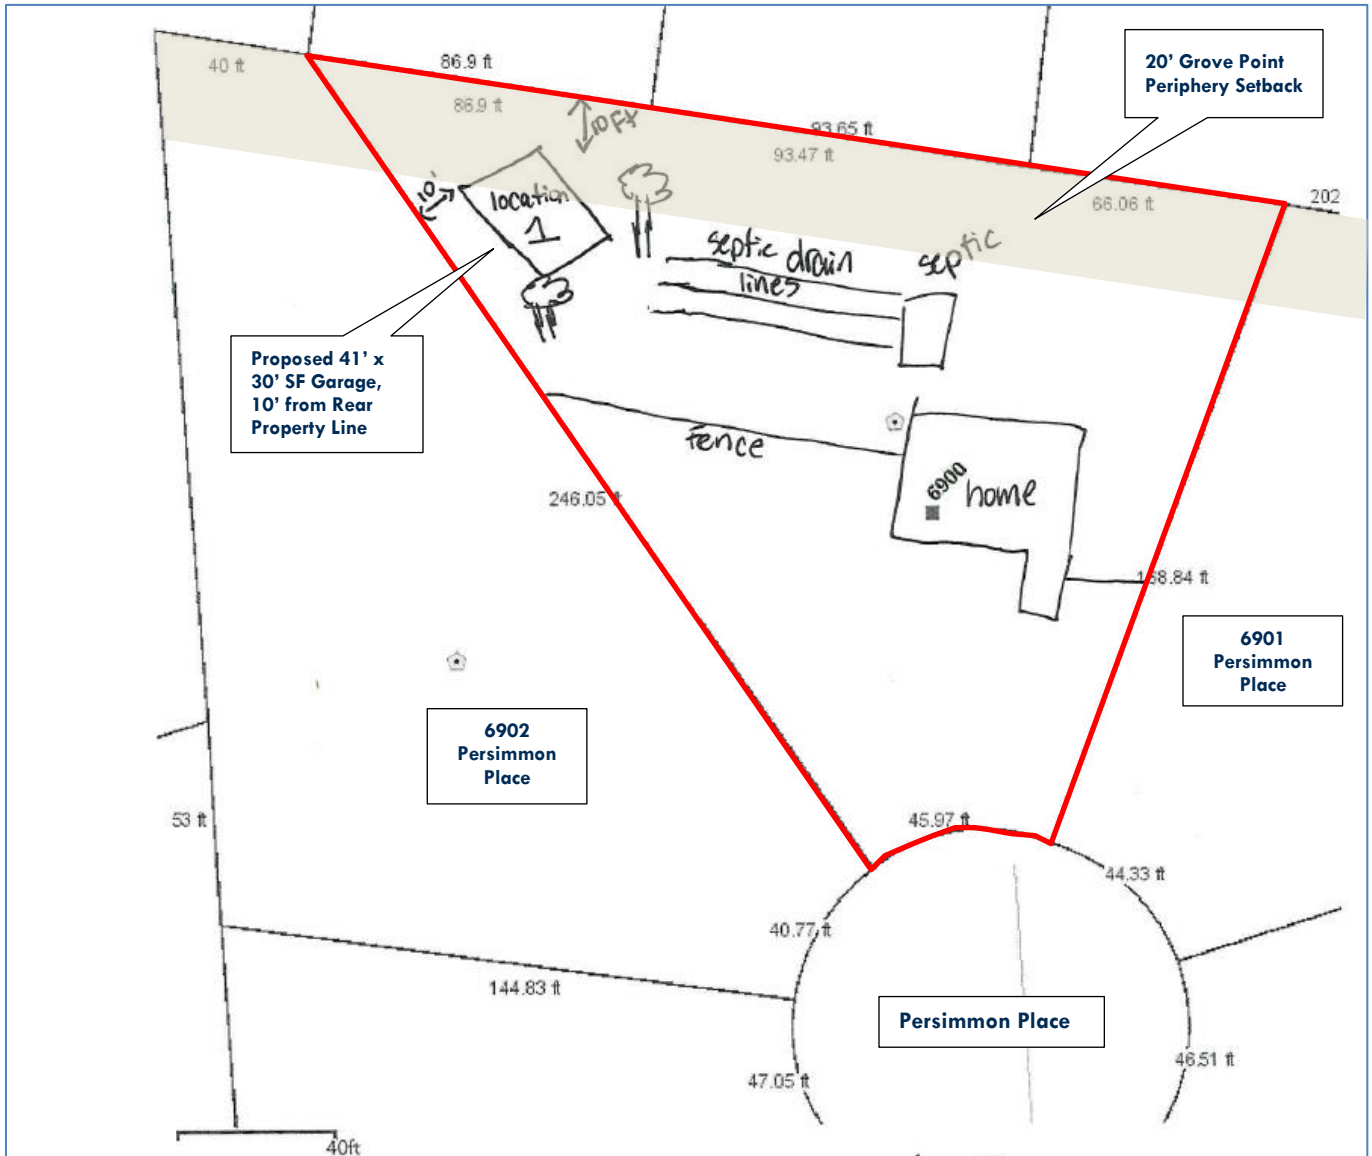 40 ft
86.9 ft
86.9 ft
10 Ft
93.65 ft
93.47 ft
20' Grove Point
Periphery Setback
66.06 ft
202
10'
location
1
septic drain
lines
septic
Proposed 41' x
30' SF Garage,
10' from Rear
Property Line
fence
6900
home
246.05 ft
168.84 ft
6901
Persimmon
Place
6902
Persimmon
Place
53 ft
45.97 ft
44.33 ft
40.77 ft
144.83 ft
Persimmon Place
46.51 ft
47.05 ft
40ft